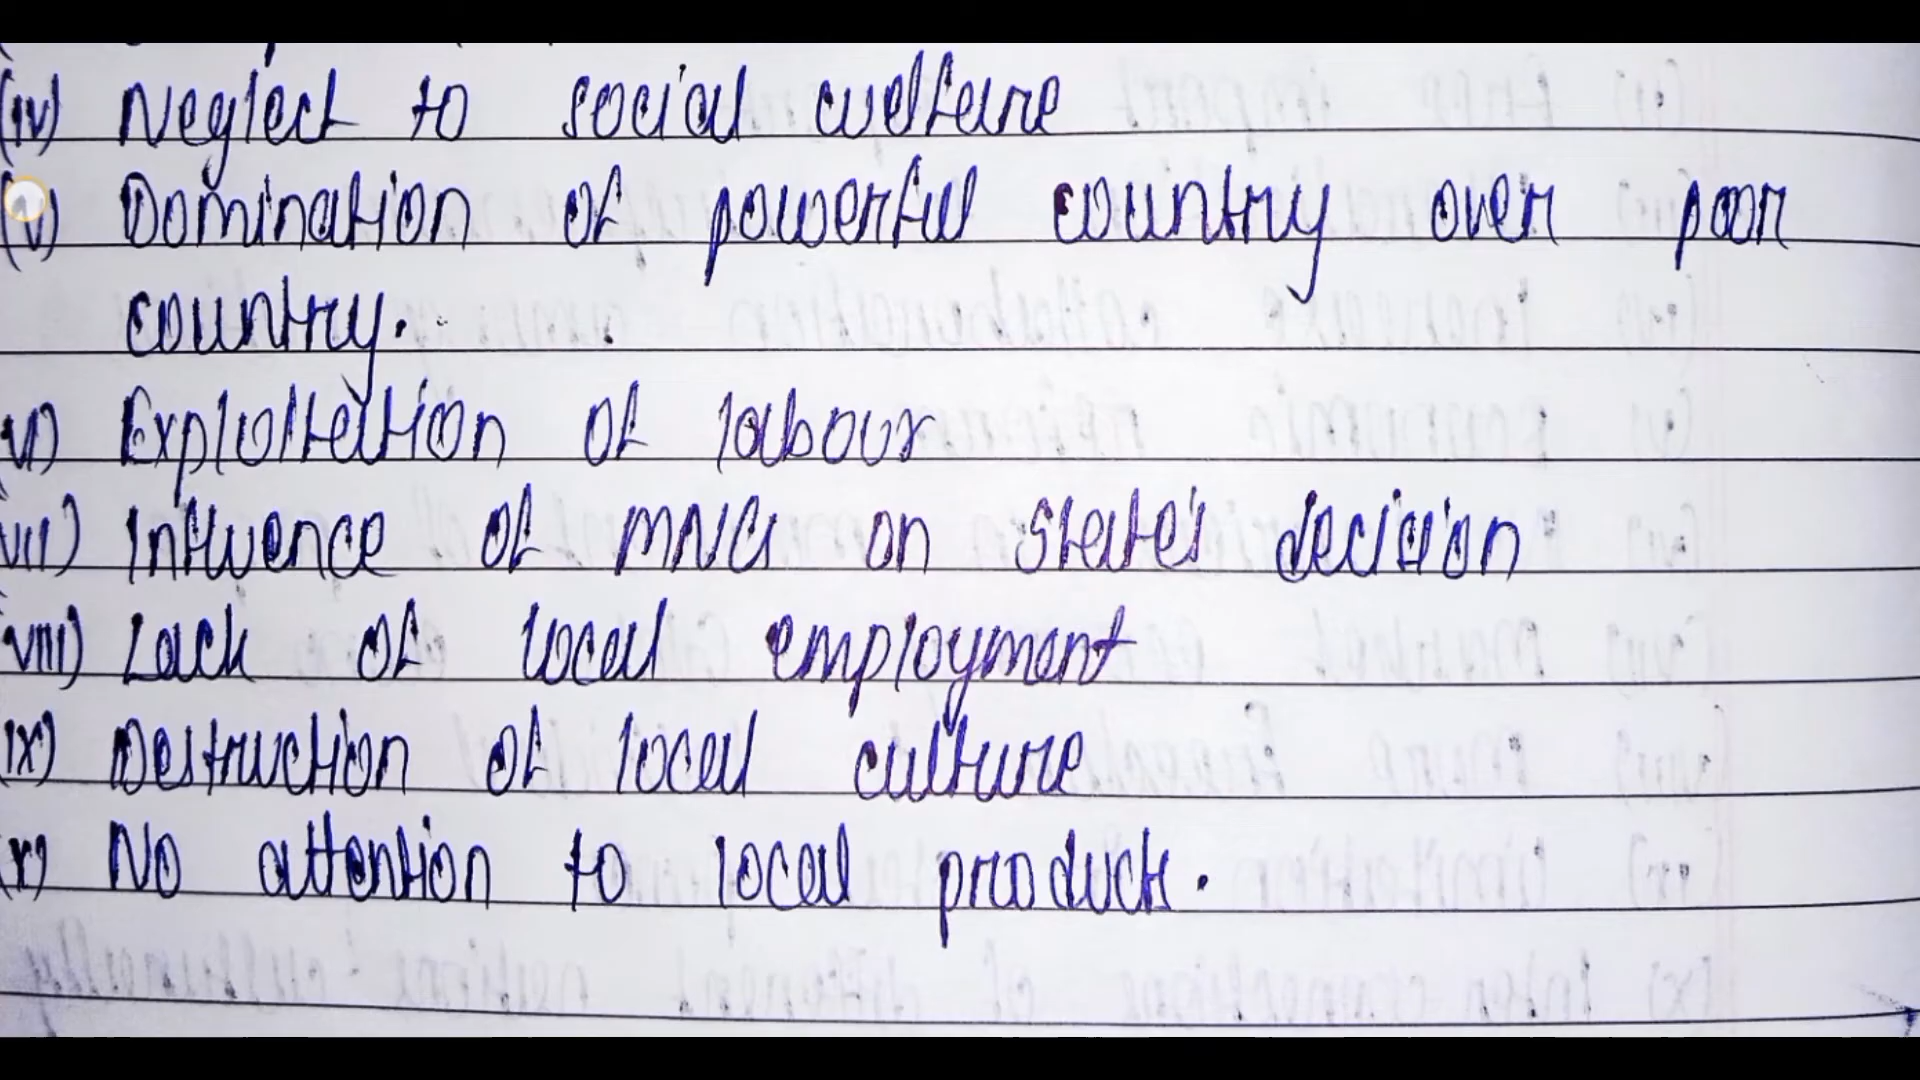 (iv) Neglect to social welfare
(v) Domination of powerful country over poor
country.
vi) Exploitation of labour
vii) Influence of MNCs on State's decision
viii) Lack of local employment
ix) Destruction of local culture
(x) No attention to local products.